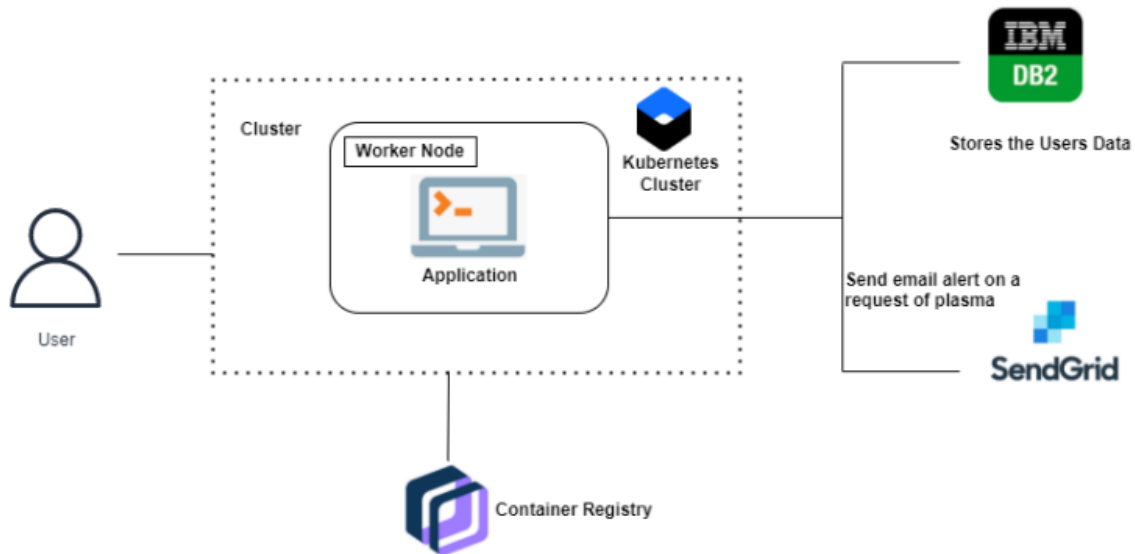 IBM
DB2
Stores the Users Data
Cluster
Worker Node
Application
Kubernetes
Cluster
User
Send email alert on a
request of plasma
SendGrid
Container Registry